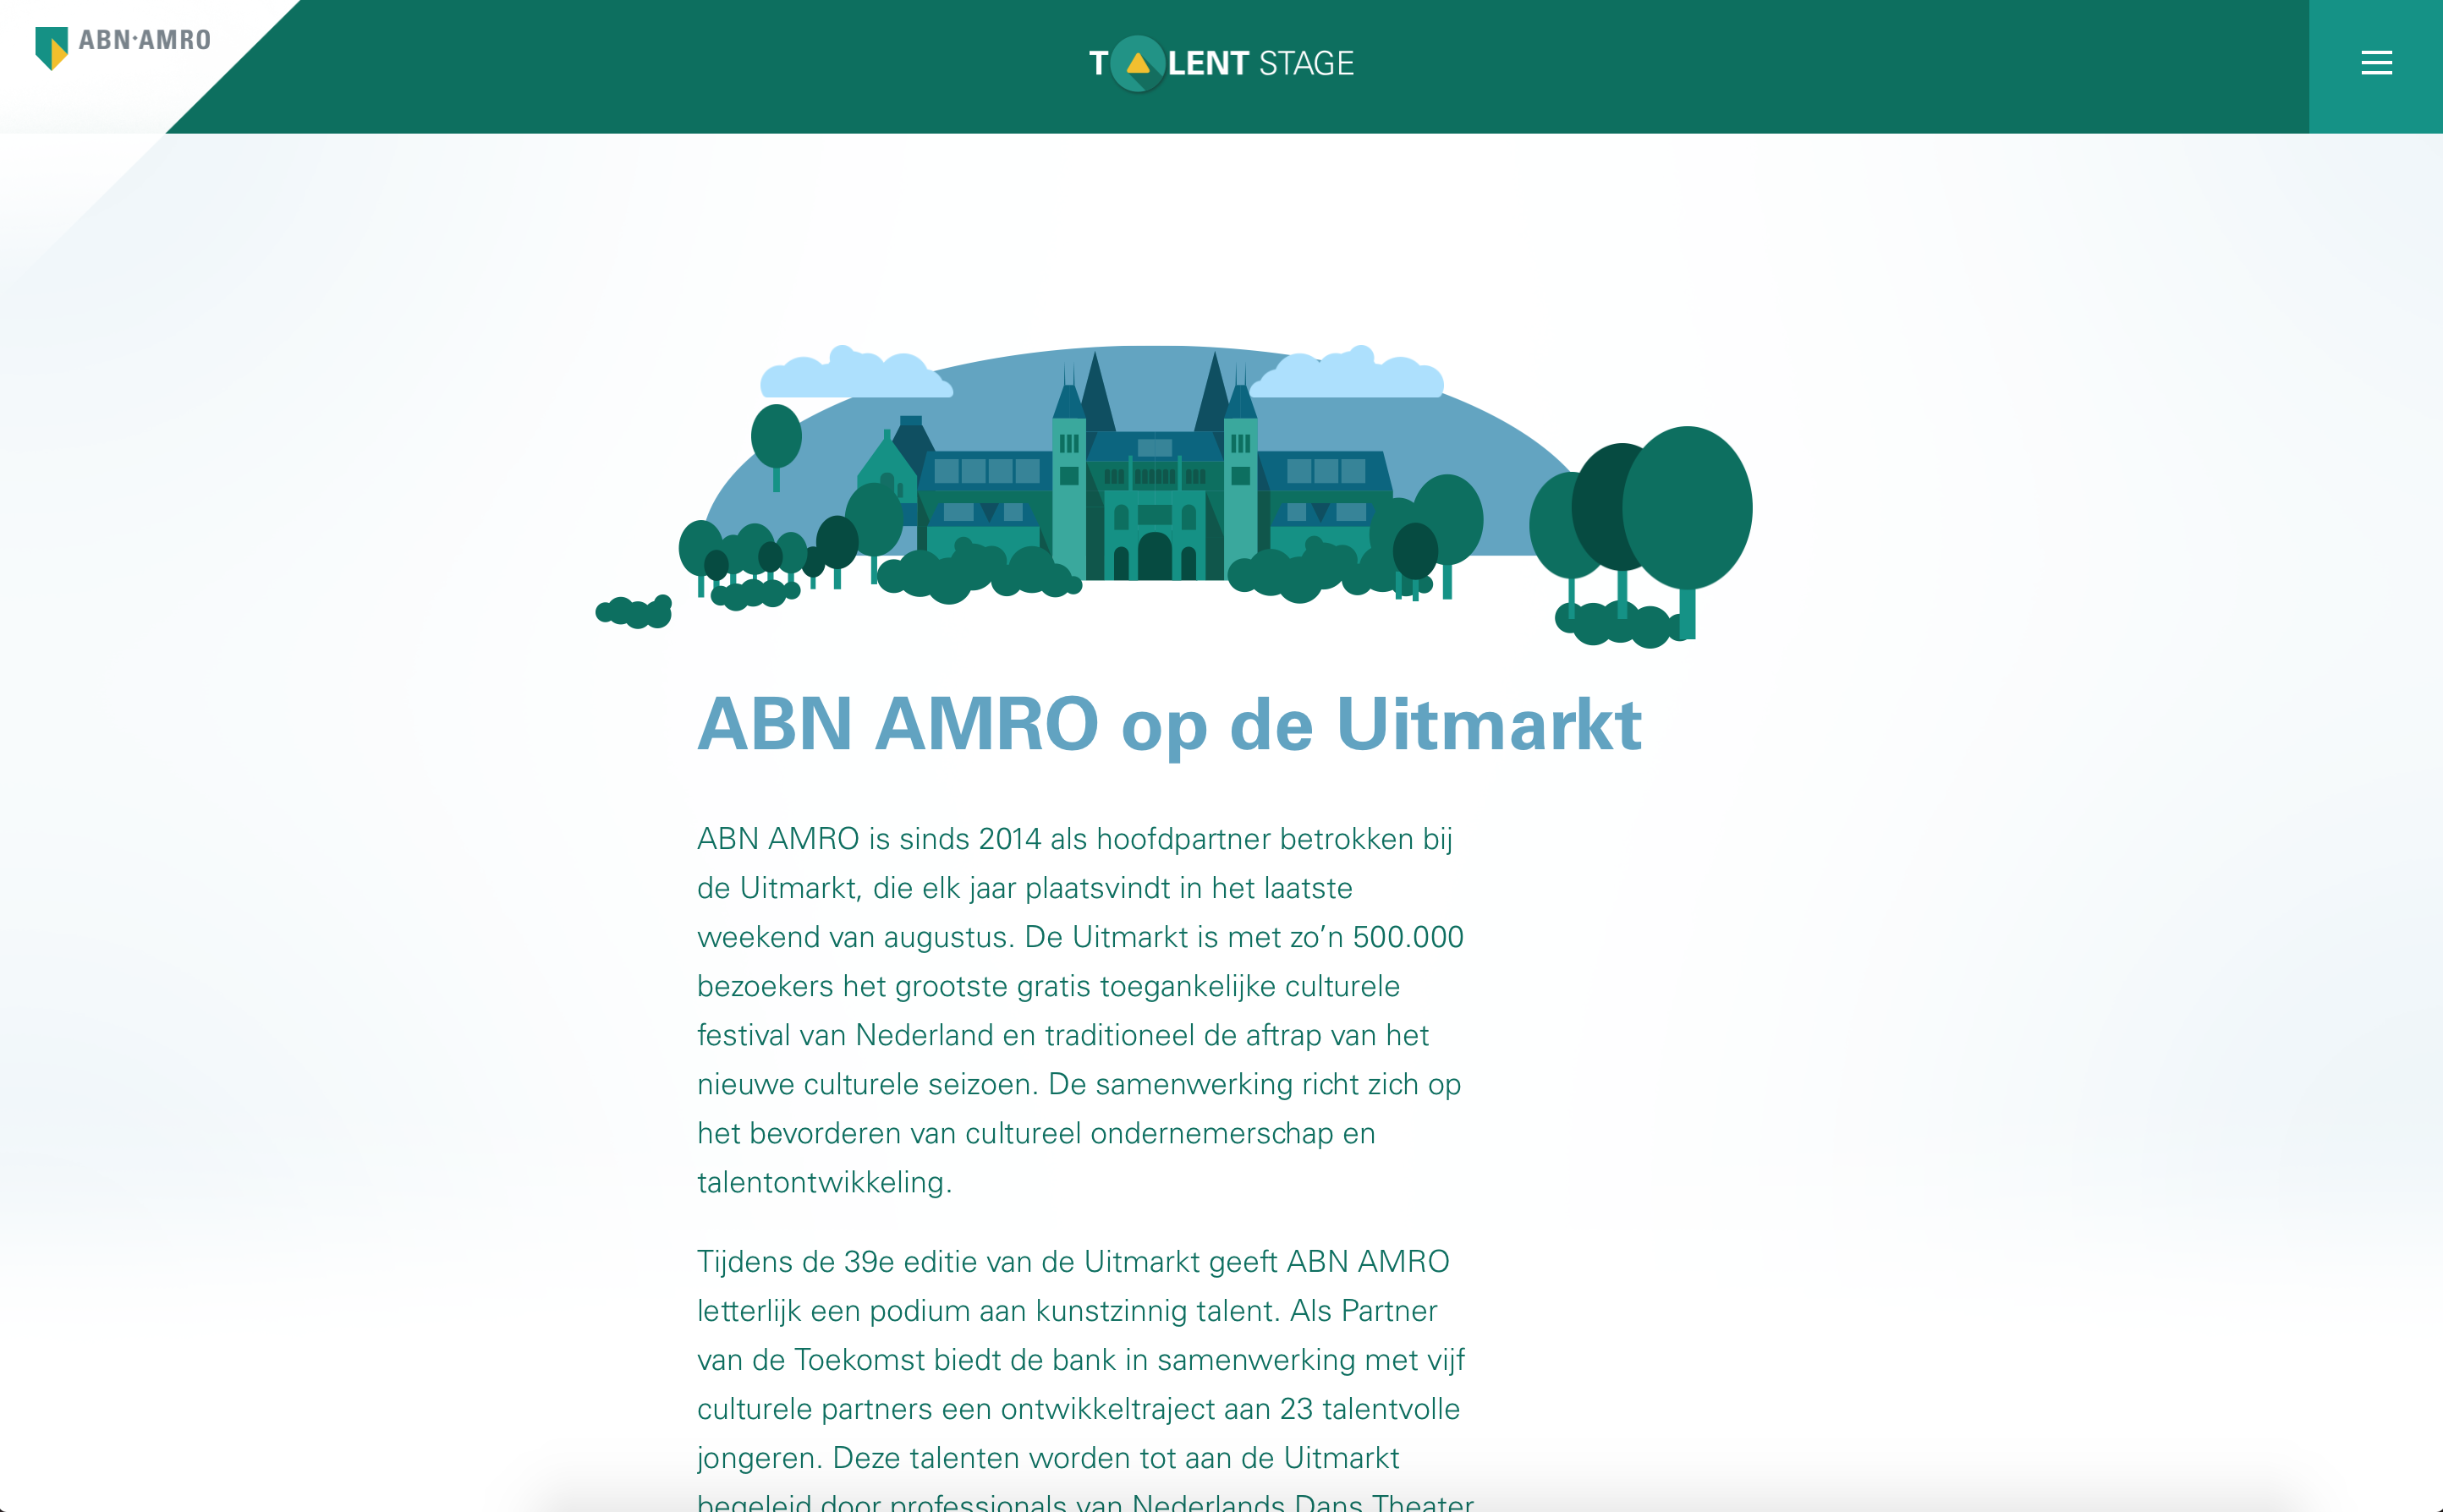 ABN·AMRO
TALENT STAGE
ABN AMRO op de Uitmarkt
ABN AMRO is sinds 2014 als hoofdpartner betrokken bij
de Uitmarkt, die elk jaar plaatsvindt in het laatste
weekend van augustus. De Uitmarkt is met zo’n 500.000
bezoekers het grootste gratis toegankelijke culturele
festival van Nederland en traditioneel de aftrap van het
nieuwe culturele seizoen. De samenwerking richt zich op
het bevorderen van cultureel ondernemerschap en
talentontwikkeling.
Tijdens de 39e editie van de Uitmarkt geeft ABN AMRO
letterlijk een podium aan kunstzinnig talent. Als Partner
van de Toekomst biedt de bank in samenwerking met vijf
culturele partners een ontwikkeltraject aan 23 talentvolle
jongeren. Deze talenten worden tot aan de Uitmarkt
begeleid door professionals van Nederlands Dans Theater